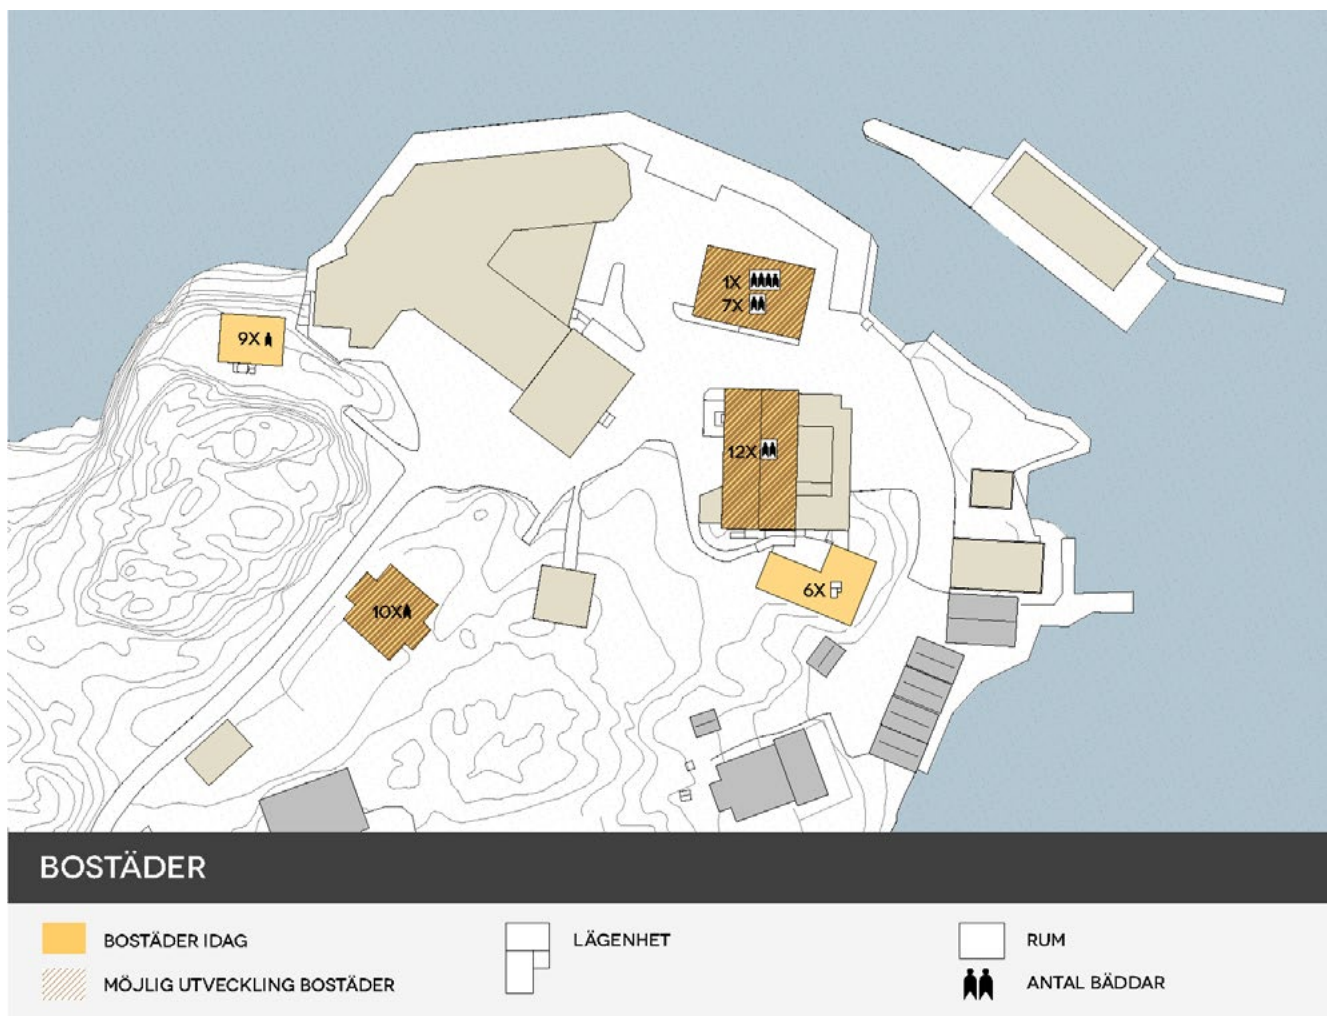 1X
7X
9X
12X
6X
10X
BOSTÄDER
BOSTÄDER IDAG
LÄGENHET
RUM
MÖJLIG UTVECKLING BOSTÄDER
ANTAL BÄDDAR